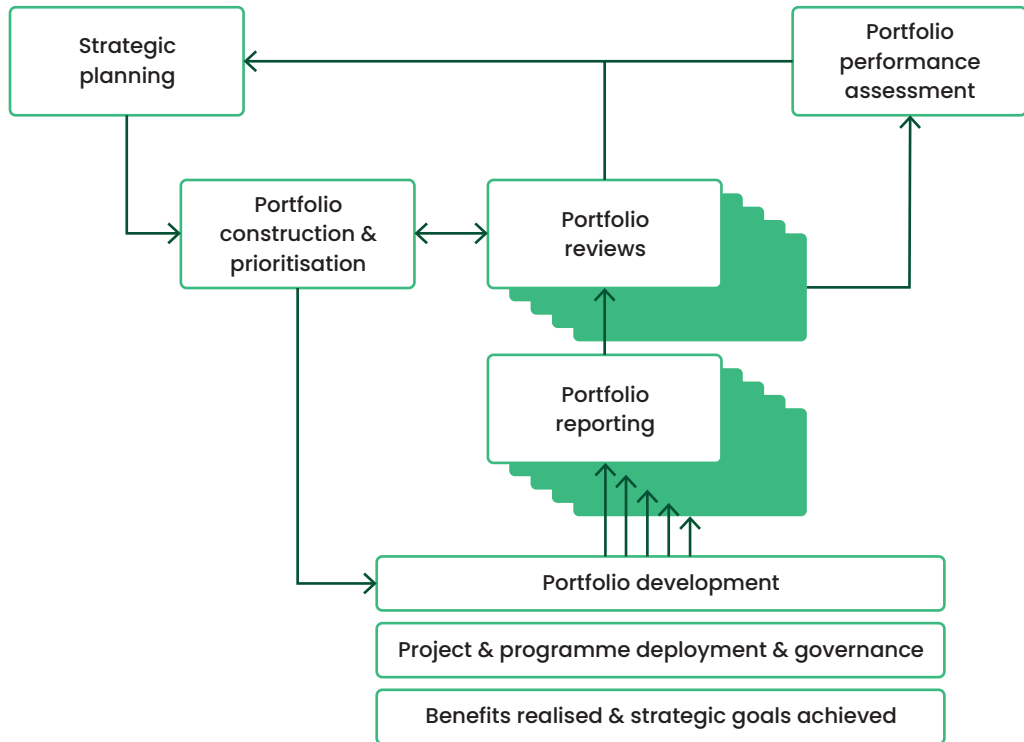 Strategic
planning
Portfolio
performance
assessment
Portfolio
construction &
prioritisation
Portfolio
reviews
Portfolio
reporting
Portfolio development
Project & programme deployment & governance
Benefits realised & strategic goals achieved